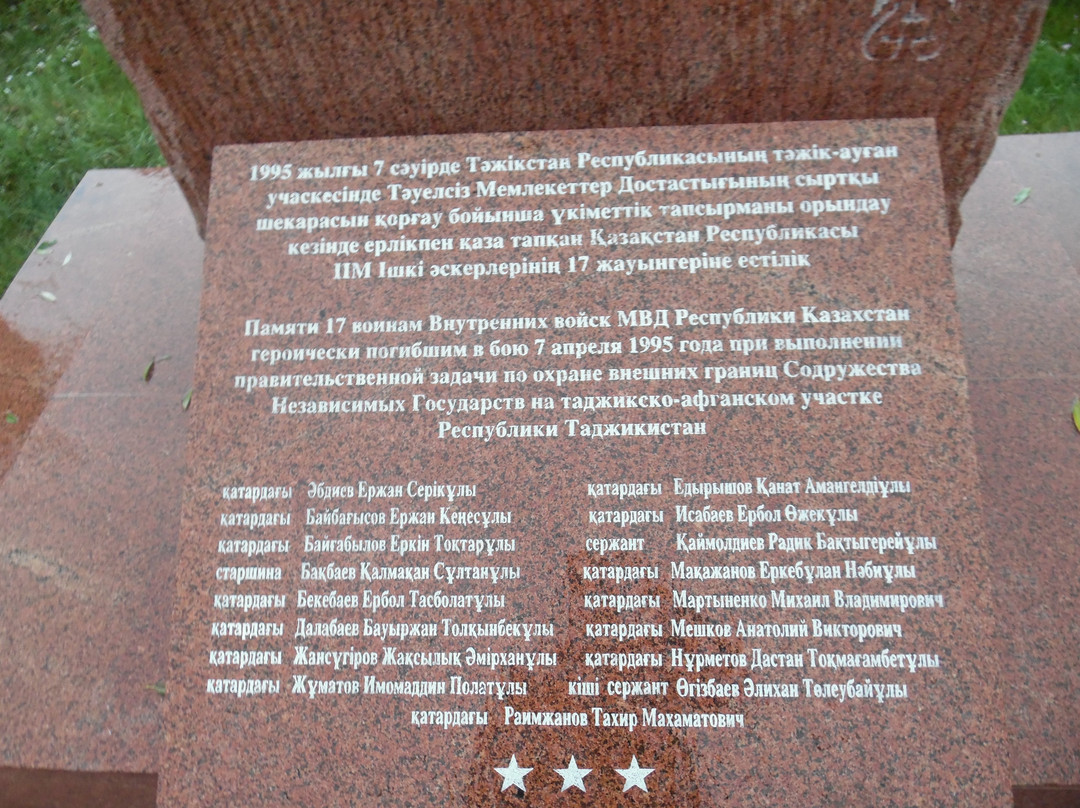 1995 жылғы 7 сәуірде Тәжікстан Республикасының тәжік-ауған
учаскесінде Тәуелсіз Мемлекеттер Достастығының сыртқы
шекарасын қорғау бойынша үкіметтік тапсырманы орындау
кезінде ерлікпен қаза тапқан Қазақстан Республикасы
ІІМ Ішкі әскерлерінің 17 жауынгеріне естілік
Памяти 17 воинам Внутренних войск МВД Республики Казахстан
героически погибшим в бою 7 апреля 1995 года при выполнении
правительственной задачи по охране внешних границ Содружества
Независимых Государств на таджикско-афганском участке
Республики Таджикистан
қатардағы Әбдиев Ержан Серікұлы
қатардағы Байбағысов Ержан Кеңесұлы
қатардағы Байғабылов Еркін Тоқтарұлы
старшина Бақбаев Қалмақан Сұлтанұлы
қатардағы Бекебаев Ербол Тасболатұлы
қатардағы Далабаев Бауыржан Толқынбекұлы
қатардағы Жансүгіров Жақсылық Әмірханұлы
қатардағы Жұматов Имомаддин Полатұлы
қатардағы Едырышов Қанат Амангелдіұлы
қатардағы Исабаев Ербол Өжекұлы
сержант Қаймолдиев Радик Бақтыгерейұлы
қатардағы Мақажанов Еркебұлан Нәбиұлы
қатардағы Мартыненко Михаил Владимирович
қатардағы Мешков Анатолий Викторович
қатардағы Нұрметов Дастан Тоқмағамбетұлы
кіші сержант Өгізбаев Әлихан Төлеубайұлы
қатардағы Раимжанов Тахир Махаматович